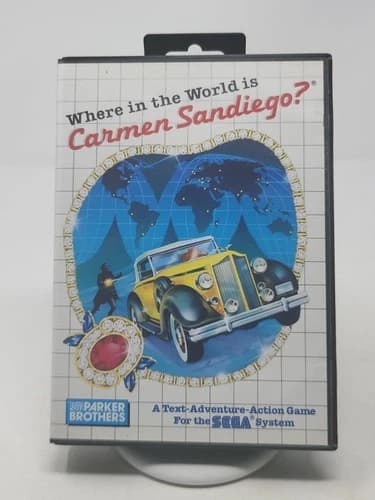 Where in the World is
Carmen Sandiego?®
PARKER
BROTHERS
A Text-Adventure-Action Game
For the SEGA® System